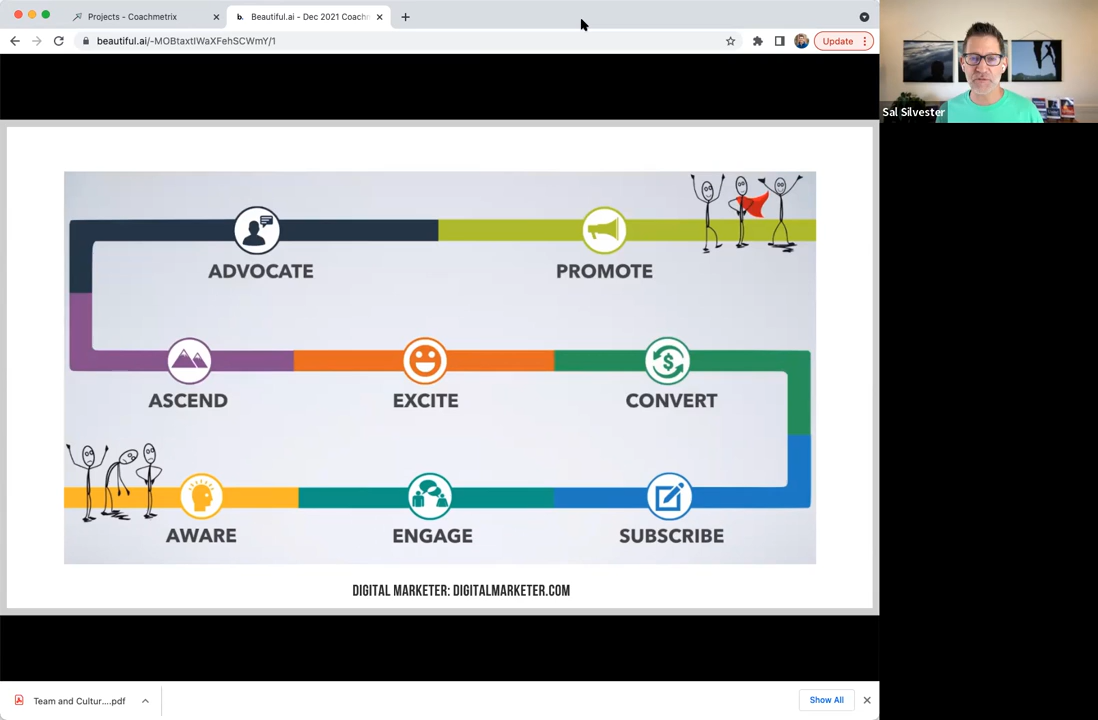 Projects - Coachmetrix
b. Beautiful.ai - Dec 2021 Coachm
beautiful.ai/-MOBtaxtIWaXFehSCWmY/1
Update
Sal Silvester
ADVOCATE
PROMOTE
ASCEND
EXCITE
CONVERT
$
AWARE
ENGAGE
SUBSCRIBE
DIGITAL MARKETER: DIGITALMARKETER.COM
Team and Cultur....pdf
Show All